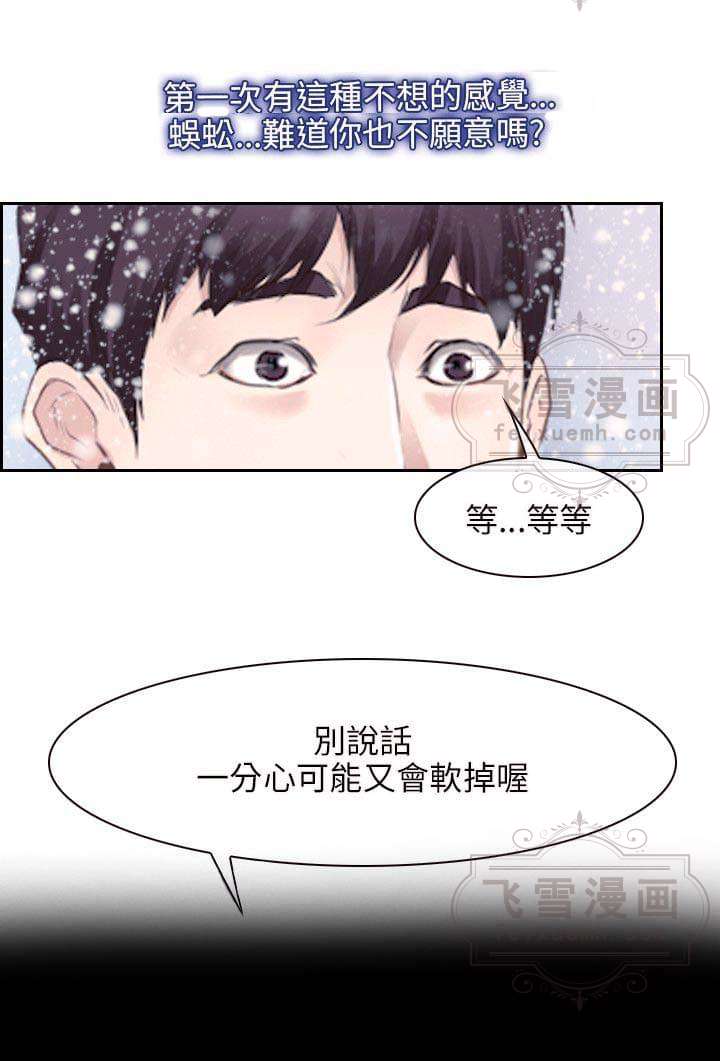 第一次有這種不想的感覺...
蜈蚣...難道你也不願意嗎?
飞雪漫画
feixuemh.com
等...等等
別說話
一分心可能又會軟掉喔
飞雪漫画
feixuemh.com